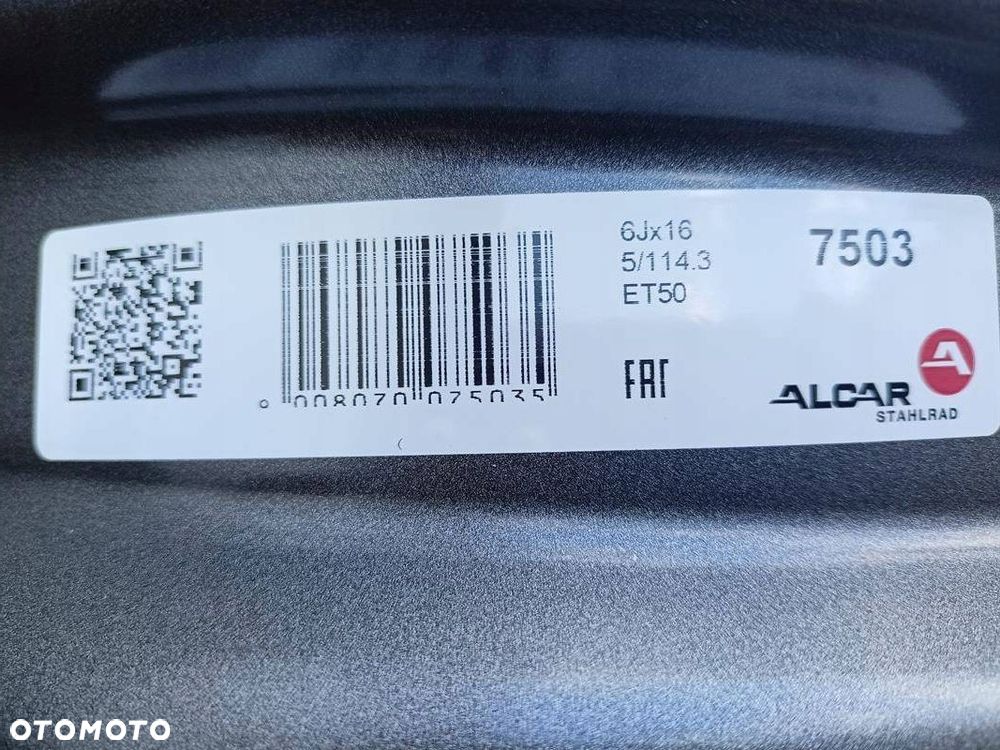 6Jx16
5/114.3
ET50
7503
EAC
ALCAR
STAHLRAD
9 008070 075035
OTOMOTO